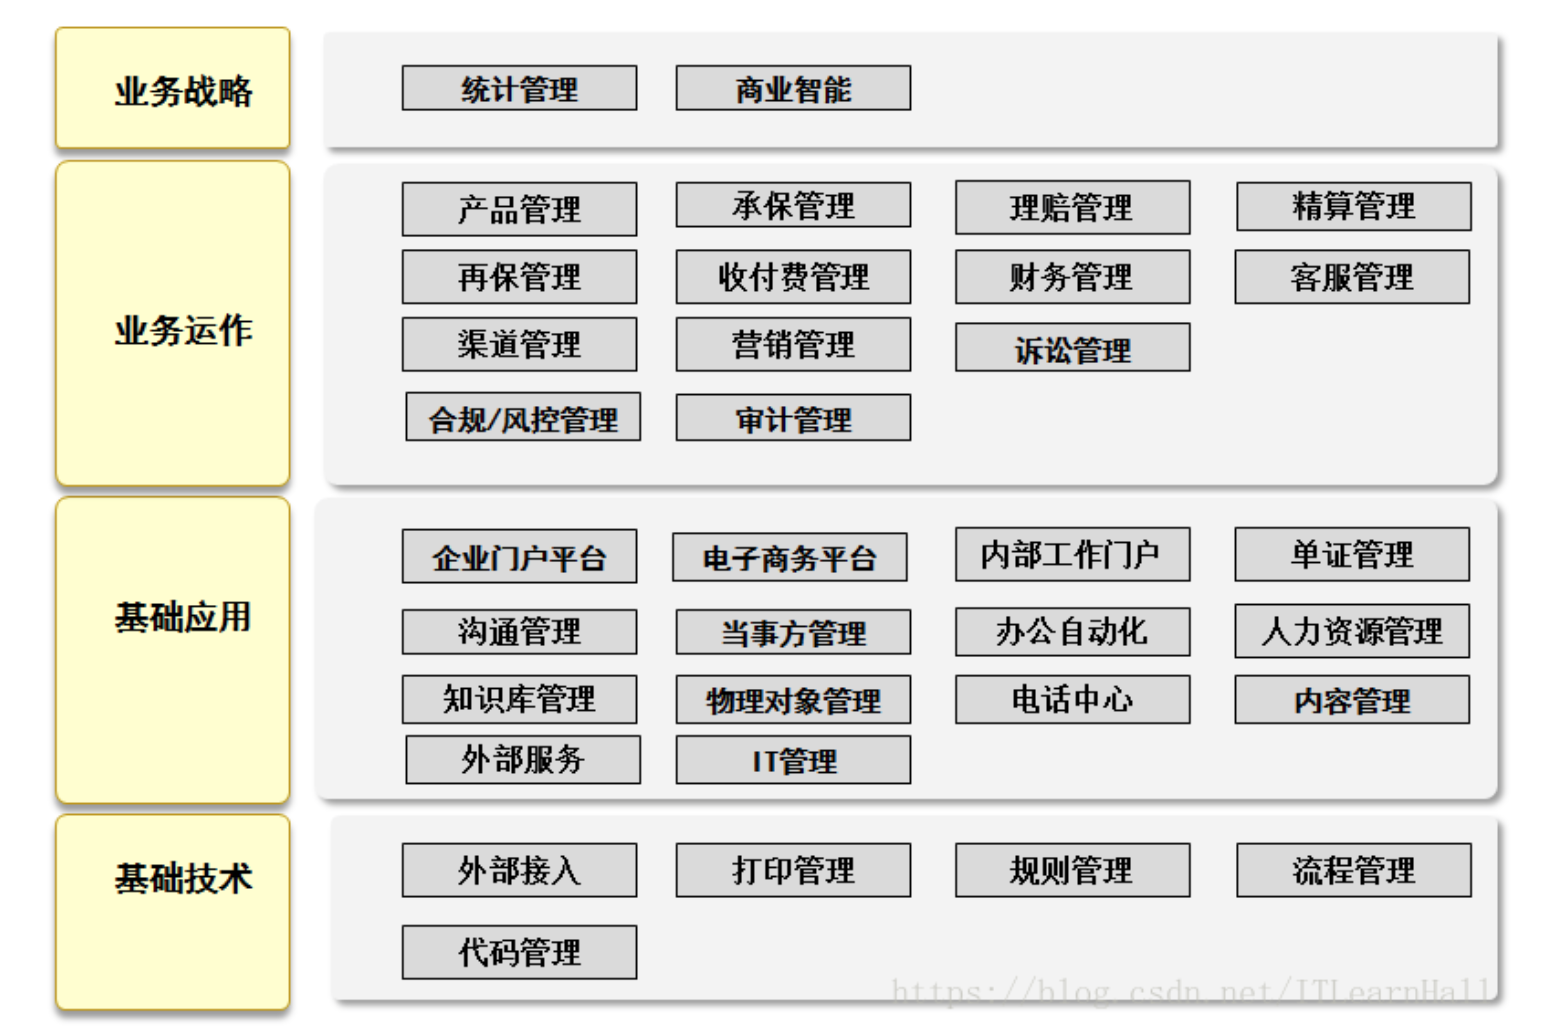 业务战略
统计管理 商业智能
业务运作
产品管理 承保管理 理赔管理 精算管理
再保管理 收付费管理 财务管理 客服管理
渠道管理 营销管理 诉讼管理
合规/风控管理 审计管理
基础应用
企业门户平台 电子商务平台 内部工作门户 单证管理
沟通管理 当事方管理 办公自动化 人力资源管理
知识库管理 物理对象管理 电话中心 内容管理
外部服务 IT管理
基础技术
外部接入 打印管理 规则管理 流程管理
代码管理
https://blog.csdn.net/ITLearnHall